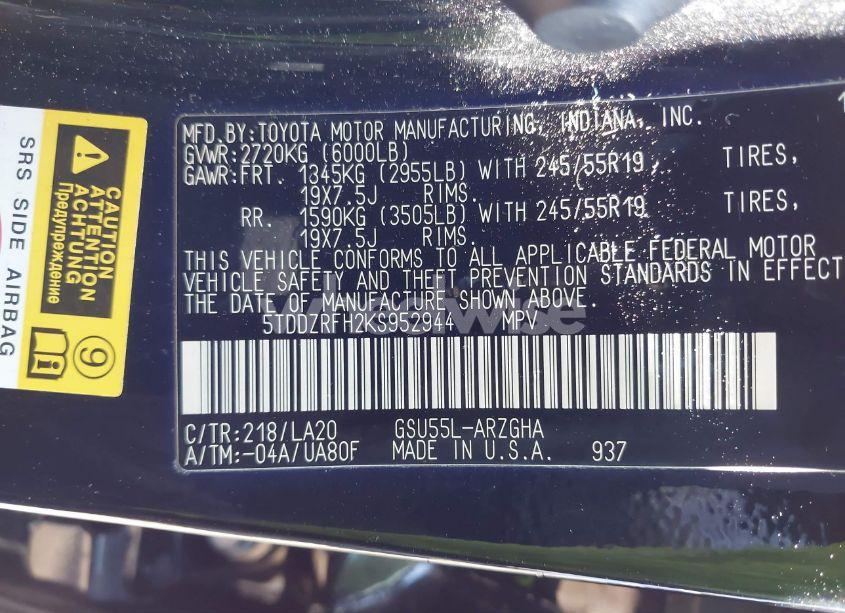 MFD.BY:TOYOTA MOTOR MANUFACTURING, INDIANA, INC.
GVWR:2720KG (6000LB)
GAWR:FRT. 1345KG (2955LB) WITH 245/55R19, TIRES,
19X7.5J RIMS.
RR. 1590KG (3505LB) WITH 245/55R19 TIRES,
19X7.5J RIMS.
THIS VEHICLE CONFORMS TO ALL APPLICABLE FEDERAL MOTOR
VEHICLE SAFETY AND THEFT PREVENTION STANDARDS IN EFFECT
THE DATE OF MANUFACTURE SHOWN ABOVE.
5TDDZRFH2KS952944 MPV
C/TR:218/LA20 GSU55L-ARZGHA
A/TM:-04A/UA80F MADE IN U.S.A. 937
SRS SIDE AIRBAG
CAUTION
ATTENTION
ACHTUNG
Предупреждение
9